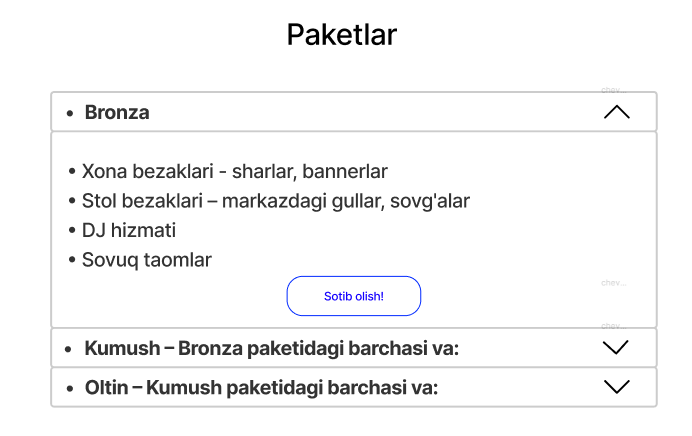 Paketlar
chev...
• Bronza
• Xona bezaklari - sharlar, bannerlar
• Stol bezaklari – markazdagi gullar, sovg'alar
• DJ hizmati
• Sovuq taomlar
chev...
Sotib olish!
chev...
• Kumush – Bronza paketidagi barchasi va:
• Oltin – Kumush paketidagi barchasi va: